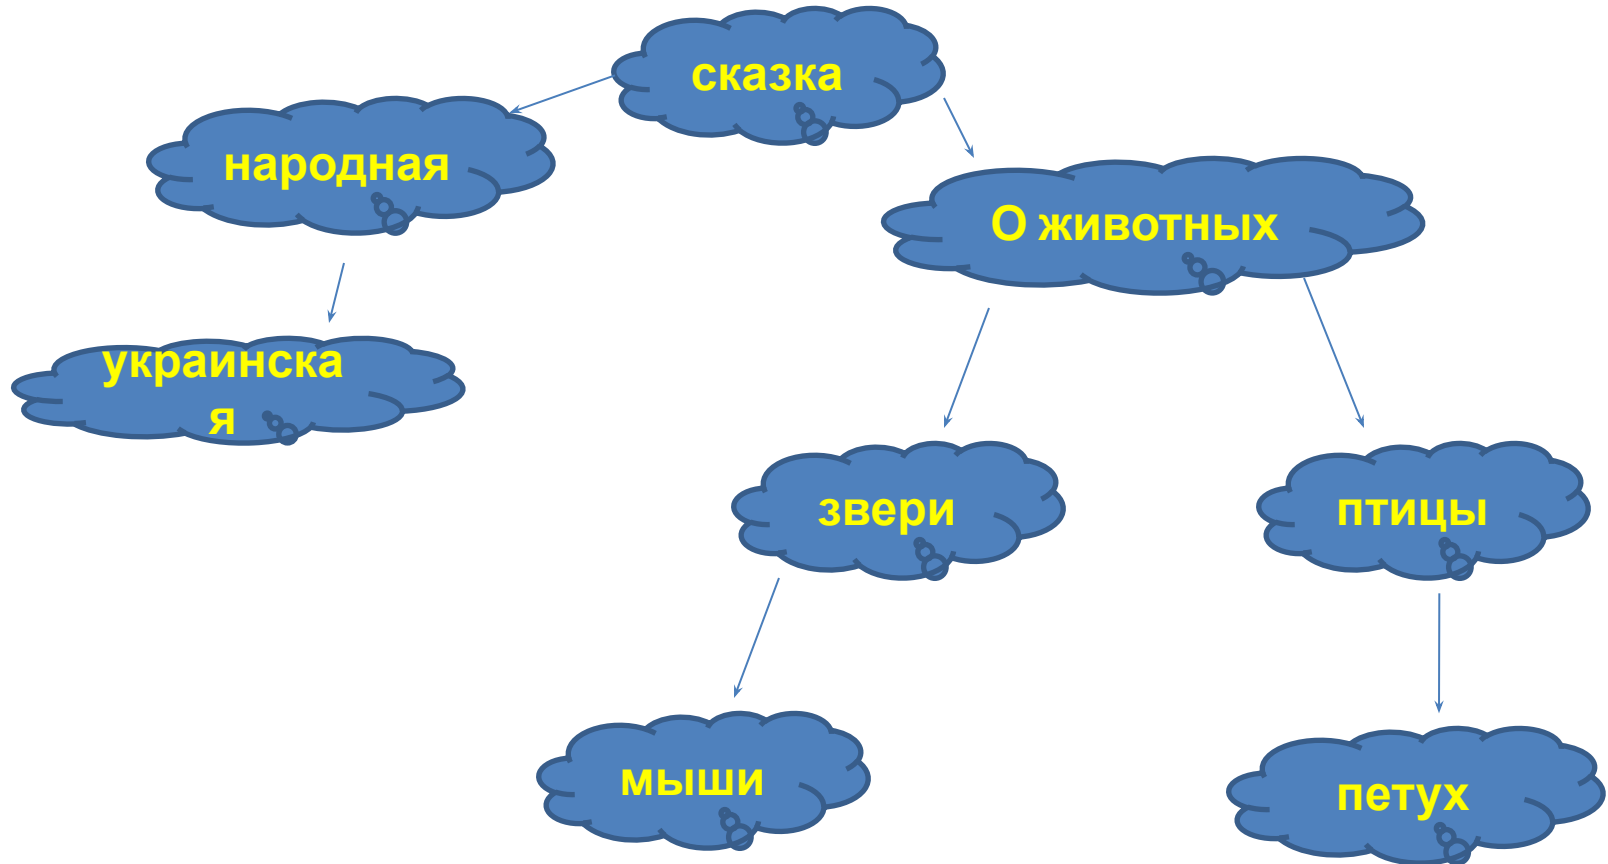 сказка
народная
О животных
украинска
я
звери
птицы
мыши
петух